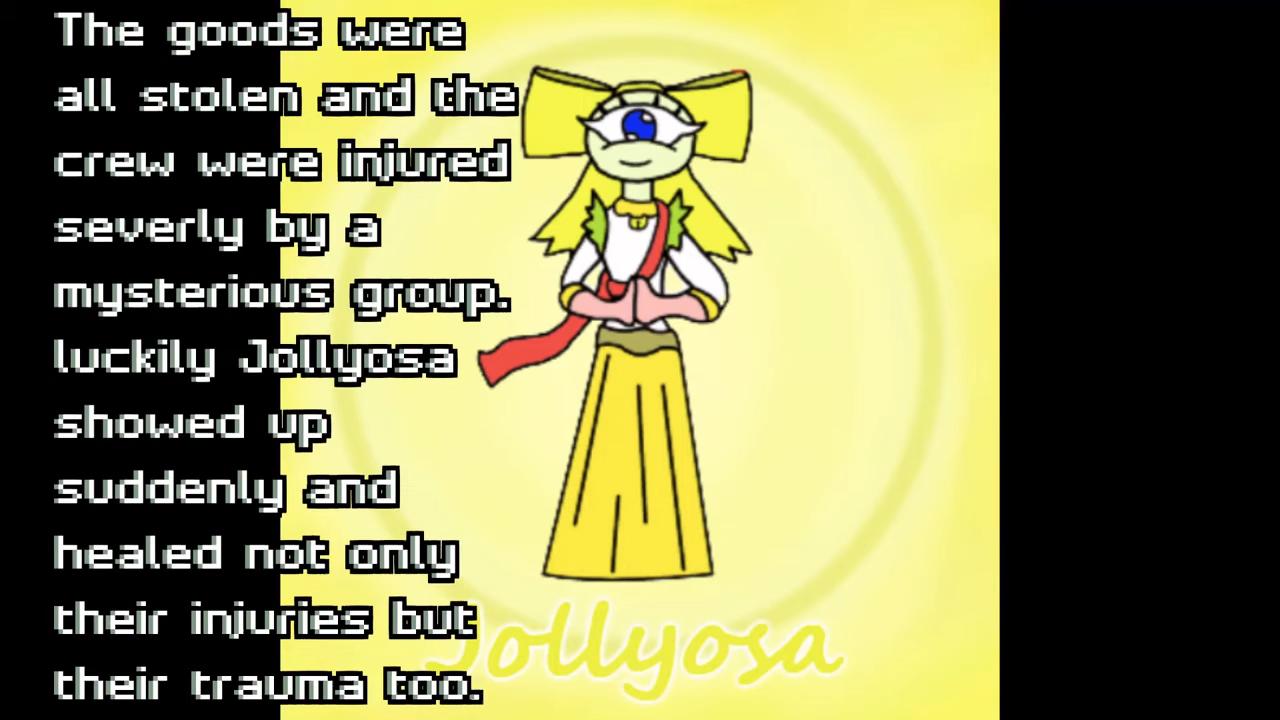 The goods were
all stolen and the
crew were injured
severly by a
mysterious group.
luckily Jollyosa
showed up
suddenly and
healed not only
their injuries but
their trauma too.
Jollyosa